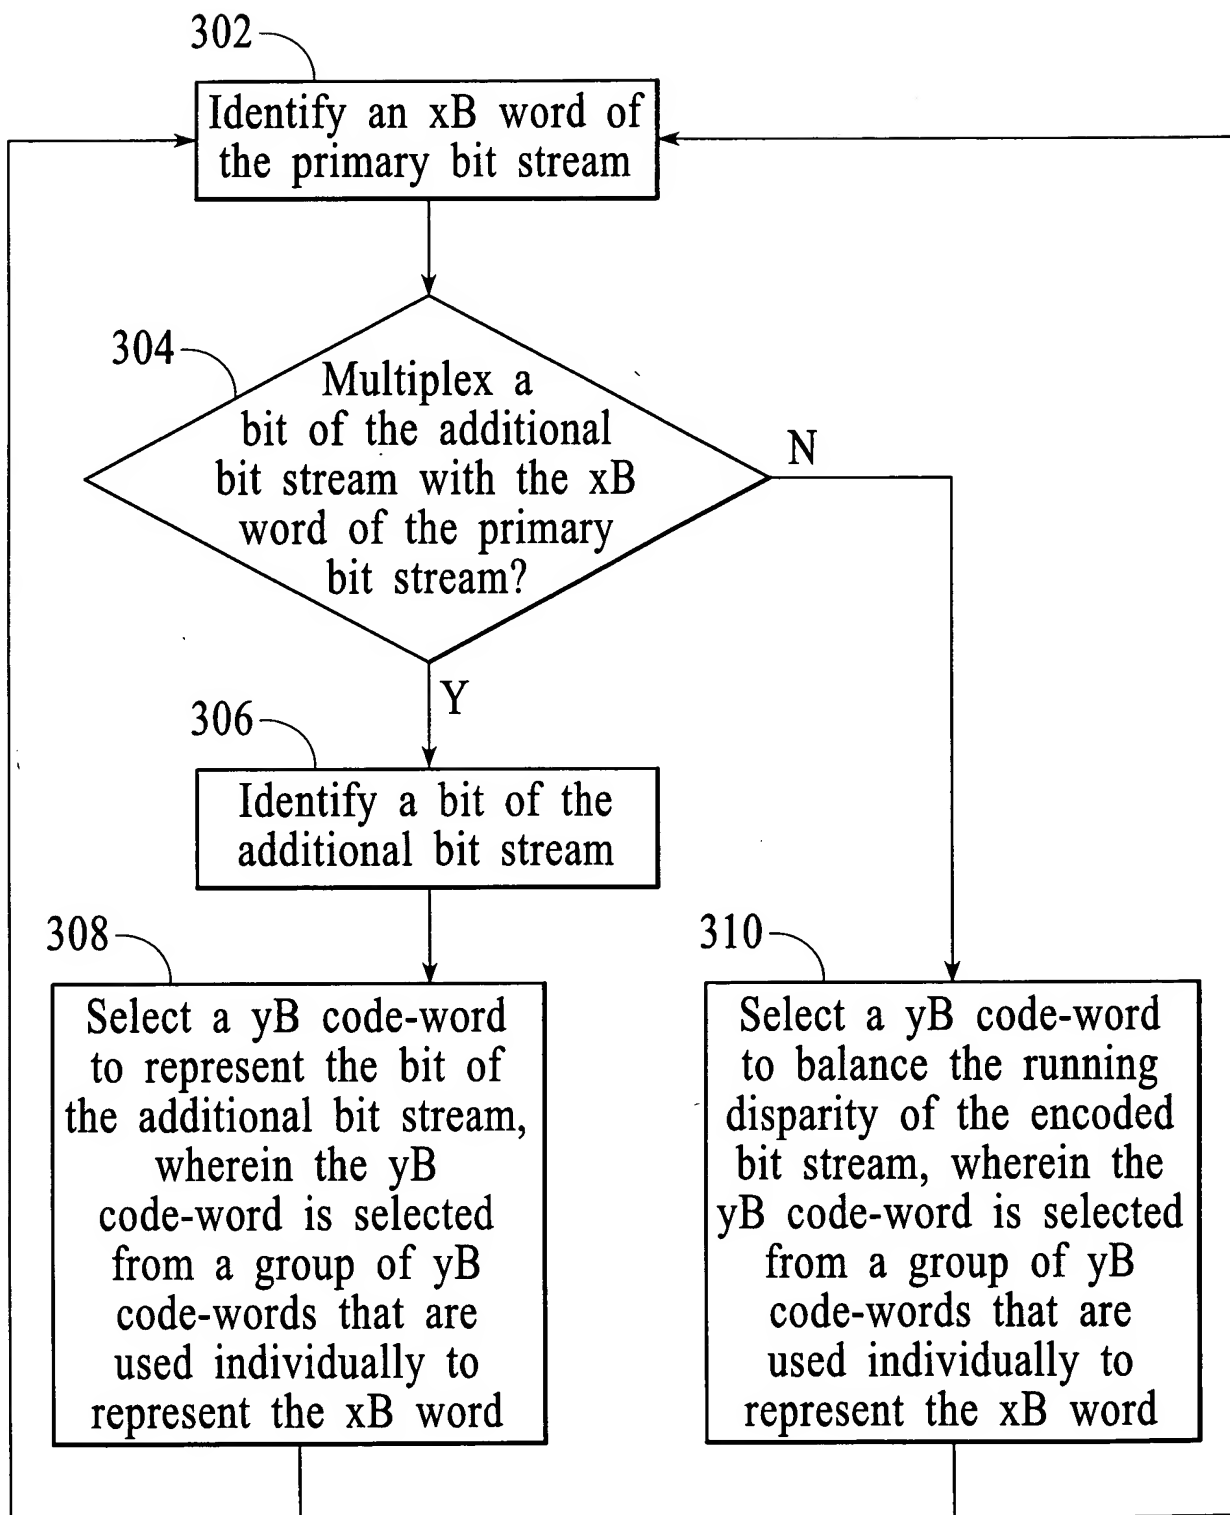 302
Identify an xB word of
the primary bit stream
304
Multiplex a
bit of the additional
bit stream with the xB
word of the primary
bit stream?
N
Y
306
Identify a bit of the
additional bit stream
308
Select a yB code-word
to represent the bit of
the additional bit stream,
wherein the yB
code-word is selected
from a group of yB
code-words that are
used individually to
represent the xB word
310
Select a yB code-word
to balance the running
disparity of the encoded
bit stream, wherein the
yB code-word is selected
from a group of yB
code-words that are
used individually to
represent the xB word